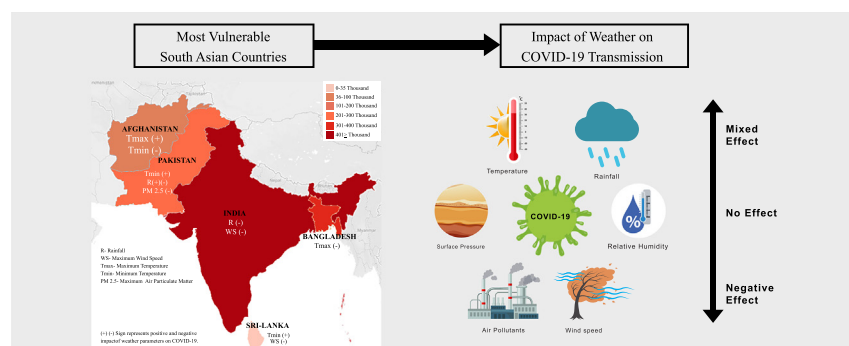 Most Vulnerable
South Asian Countries
Impact of Weather on
COVID-19 Transmission
0-35 Thousand
36-100 Thousand
101-200 Thousand
201-300 Thousand
301-400 Thousand
401> Thousand
AFGHANISTAN
Tmax (+)
Tmin (-)
PAKISTAN
Tmin (+)
R(+)(-)
PM 2.5 (-)
INDIA
R (-)
WS (-)
BANGLADESH
Tmax (-)
SRI-LANKA
Tmin (+)
WS (-)
R- Rainfall
WS- Maximum Wind Speed
Tmax- Maximum Temperature
Tmin- Minimum Temperature
PM 2.5- Maximum Air Particulate Matter
(+) (-) Sign represents positive and negative
impactof weather parameters on COVID-19.
°C
Temperature
Rainfall
Surface Pressure
COVID-19
%
Relative Humidity
Air Pollutants
Wind speed
Mixed
Effect
No Effect
Negative
Effect